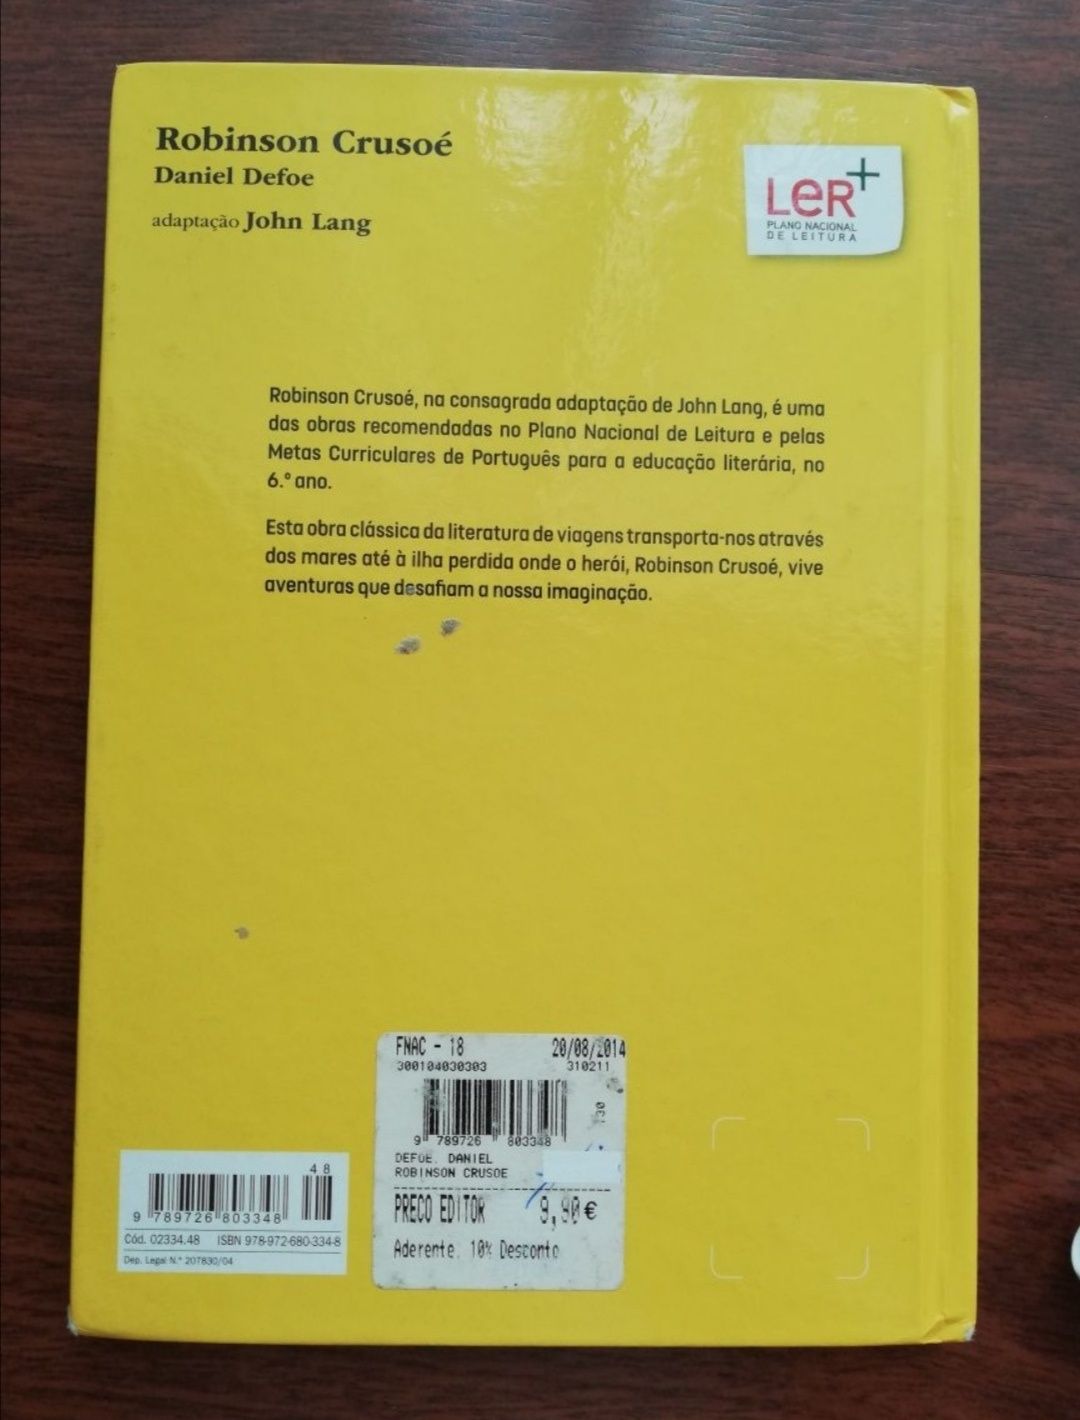 Robinson Crusoé
Daniel Defoe
adaptação John Lang
LeR+
PLANO NACIONAL
DE LEITURA
Robinson Crusoé, na consagrada adaptação de John Lang, é uma
das obras recomendadas no Plano Nacional de Leitura e pelas
Metas Curriculares de Português para a educação literária, no
6.º ano.
Esta obra clássica da literatura de viagens transporta-nos através
dos mares até à ilha perdida onde o herói, Robinson Crusoé, vive
aventuras que desafiam a nossa imaginação.
FNAC - 18 20/08/2014
300104030303 310211
130
9 789726 803348
DEFOE, DANIEL
ROBINSON CRUSOE
PRECO EDITOR 9,90€
Aderente, 10% Desconto
48
9 789726 803348
Cód. 02334.48 ISBN 978-972-680-334-8
Dep. Legal N.º 207830/04